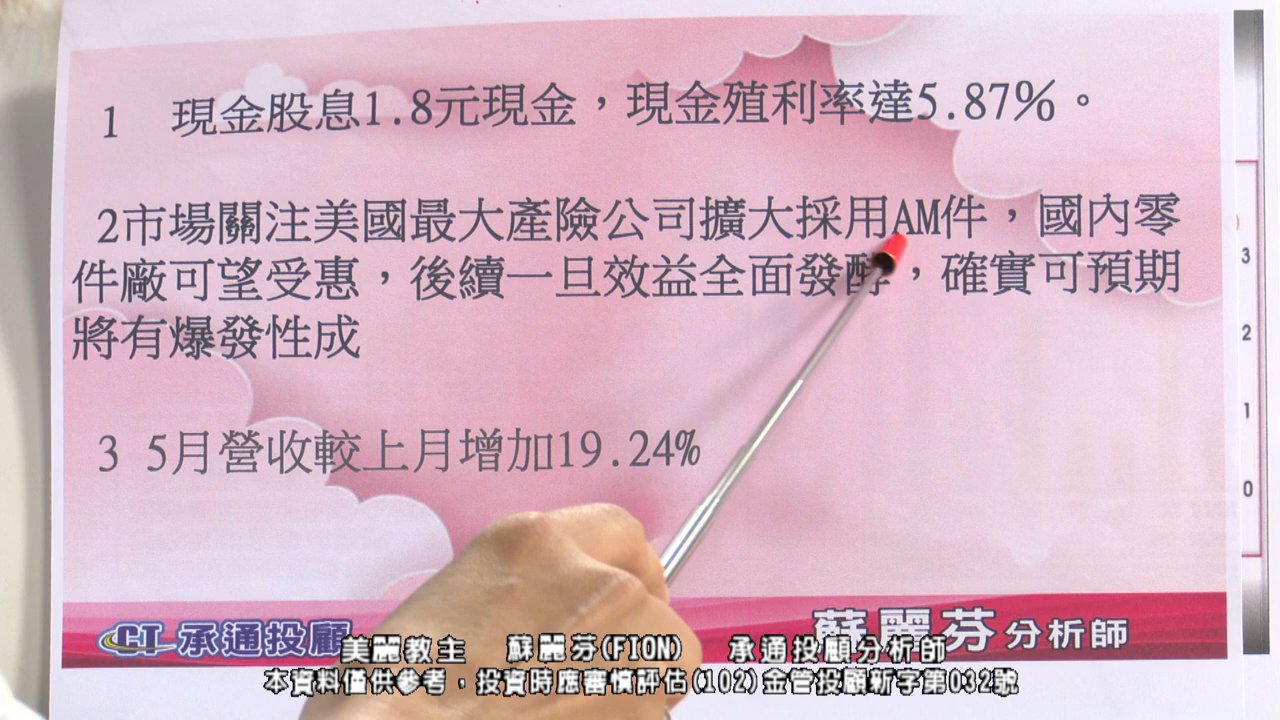 1 現金股息1.8元現金，現金殖利率達5.87%。
2市場關注美國最大產險公司擴大採用AM件，國內零
件廠可望受惠，後續一旦效益全面發酵，確實可預期
將有爆發性成
3 5月營收較上月增加19.24%
3
2
1
0
CT 承通投顧
蘇麗芬分析師
美麗教主 蘇麗芬(FION) 承通投顧分析師
本資料僅供參考，投資時應審慎評估(102)金管投顧新字第032號